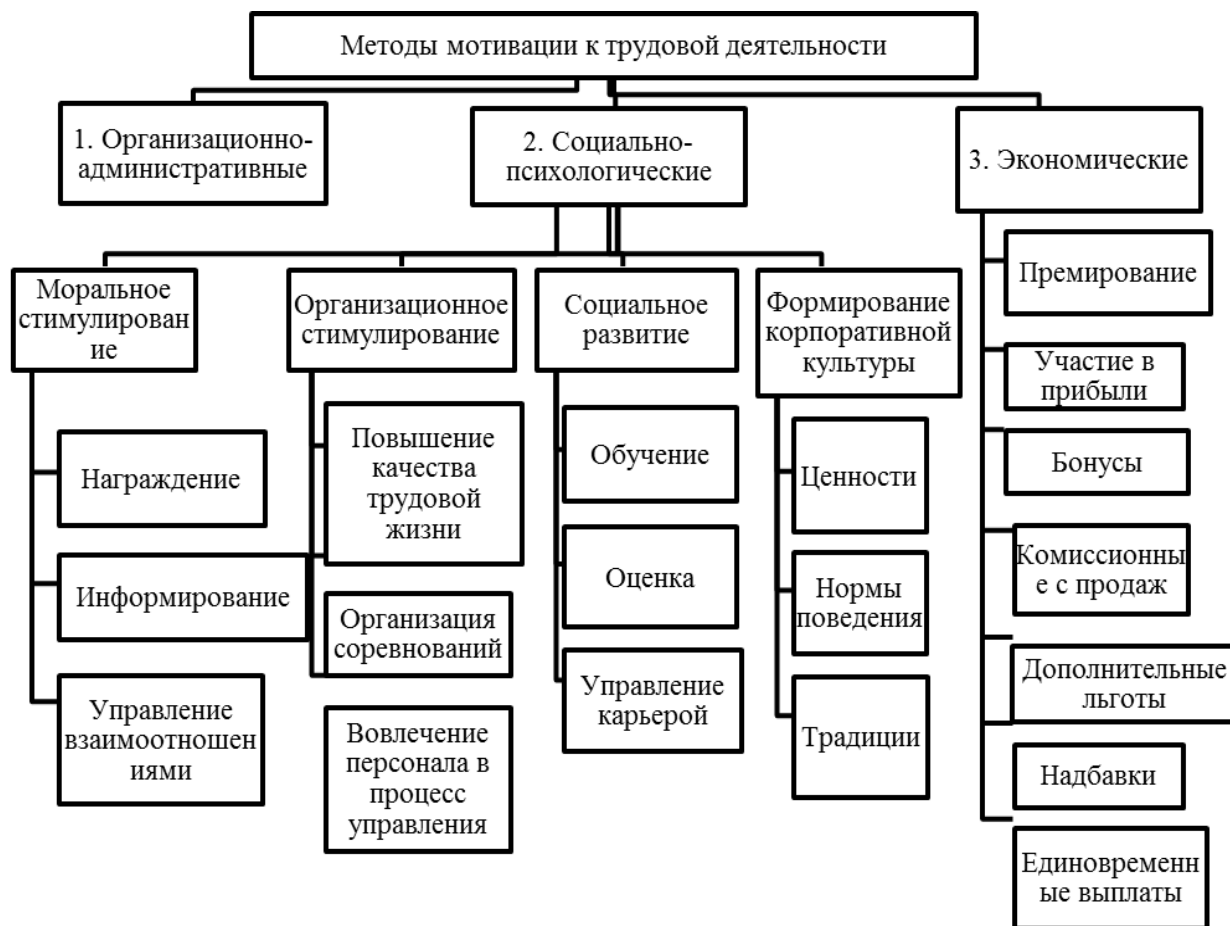 Методы мотивации к трудовой деятельности
1. Организационно-
административные
2. Социально-
психологические
3. Экономические
Моральное
стимулирован
ие
Награждение
Информирование
Управление
взаимоотношен
иями
Организационное
стимулирование
Повышение
качества
трудовой
жизни
Организация
соревнований
Вовлечение
персонала в
процесс
управления
Социальное
развитие
Обучение
Оценка
Управление
карьерой
Формирование
корпоративной
культуры
Ценности
Нормы
поведения
Традиции
Премирование
Участие в
прибыли
Бонусы
Комиссионны
е с продаж
Дополнительные
льготы
Надбавки
Единовременн
ые выплаты